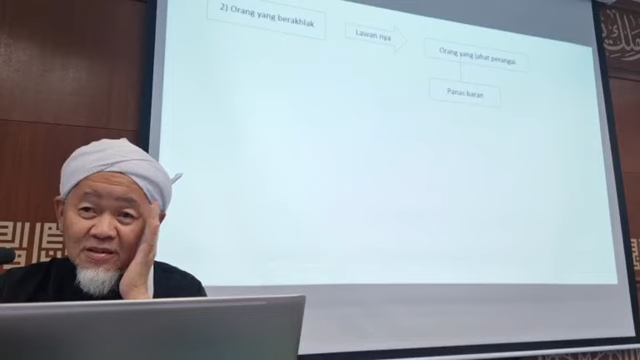 2) Orang yang berakhlak
Lawan nya
Orang yang jahat perangai
Panas baran